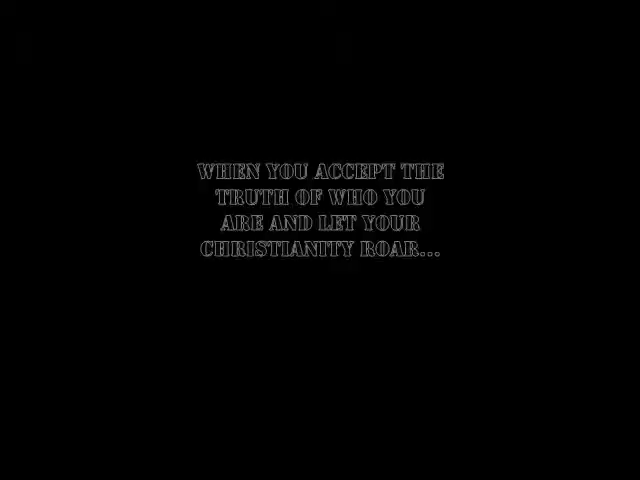 WHEN YOU ACCEPT THE
TRUTH OF WHO YOU
ARE AND LET YOUR
CHRISTIANITY ROAR...